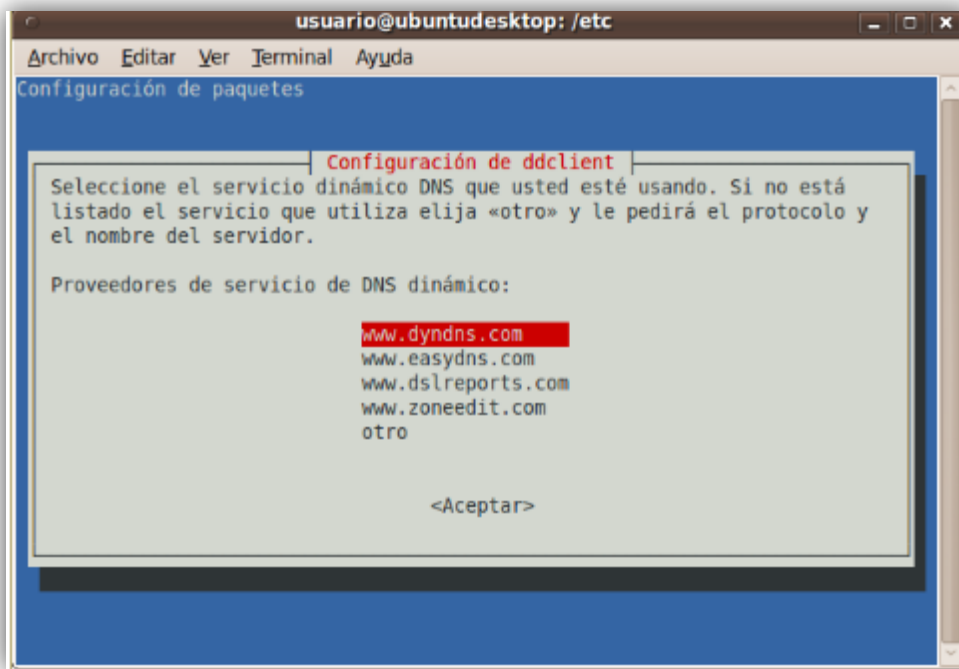 usuario@ubuntudesktop: /etc
Archivo Editar Ver Terminal Ayuda
Configuración de paquetes
Configuración de ddclient
Seleccione el servicio dinámico DNS que usted esté usando. Si no está
listado el servicio que utiliza elija «otro» y le pedirá el protocolo y
el nombre del servidor.
Proveedores de servicio de DNS dinámico:
www.dyndns.com
www.easydns.com
www.dslreports.com
www.zoneedit.com
otro
<Aceptar>